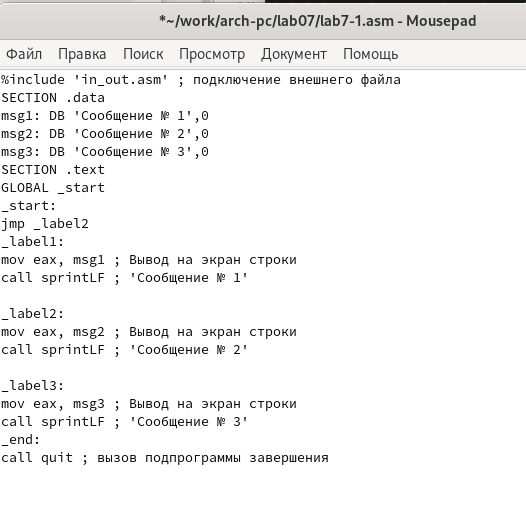 *~/work/arch-pc/lab07/lab7-1.asm - Mousepad
Файл Правка Поиск Просмотр Документ Помощь
%include 'in_out.asm' ; подключение внешнего файла
SECTION .data
msg1: DB 'Сообщение № 1',0
msg2: DB 'Сообщение № 2',0
msg3: DB 'Сообщение № 3',0
SECTION .text
GLOBAL _start
_start:
jmp _label2
_label1:
mov eax, msg1 ; Вывод на экран строки
call sprintLF ; 'Сообщение № 1'
_label2:
mov eax, msg2 ; Вывод на экран строки
call sprintLF ; 'Сообщение № 2'
_label3:
mov eax, msg3 ; Вывод на экран строки
call sprintLF ; 'Сообщение № 3'
_end:
call quit ; вызов подпрограммы завершения